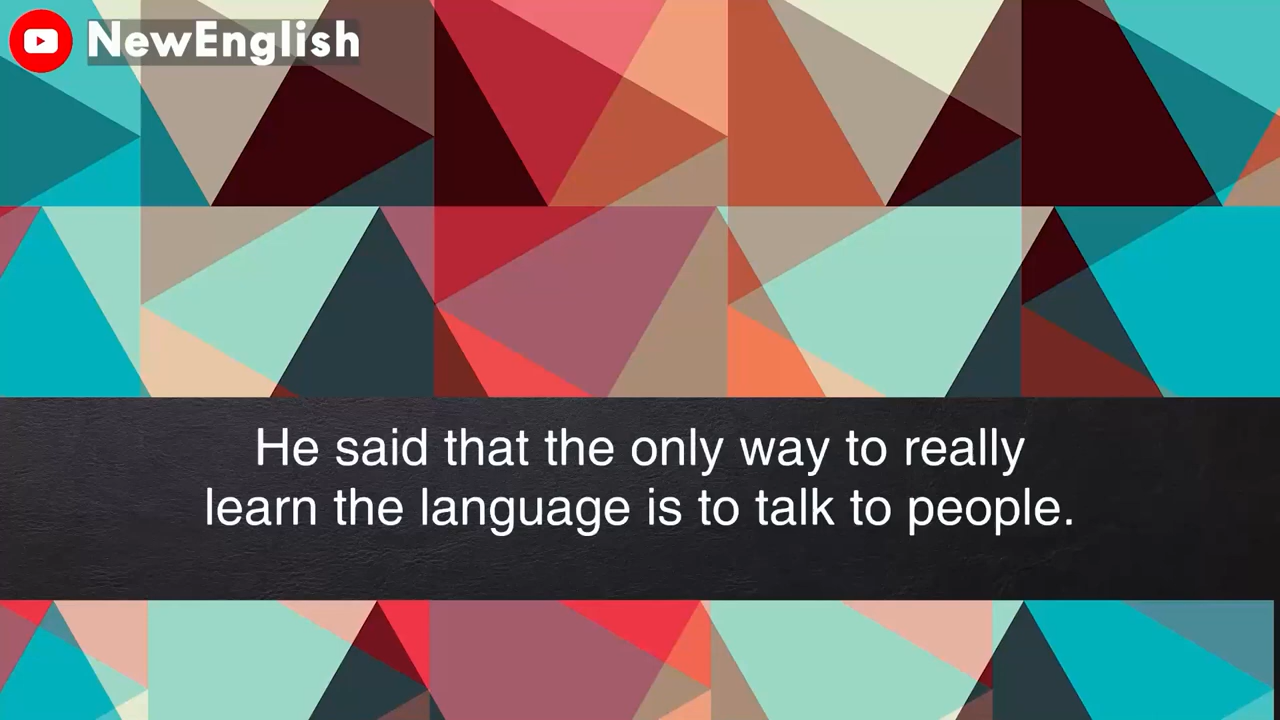 NewEnglish
He said that the only way to really
learn the language is to talk to people.